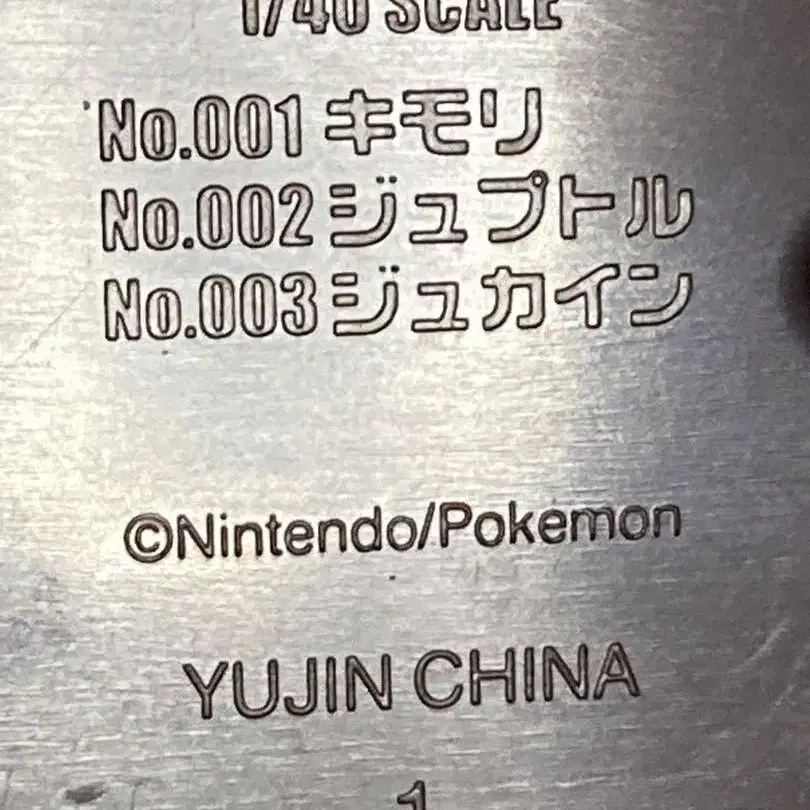 1/40 SCALE
No.001 キモリ
No.002 ジュプトル
No.003 ジュカイン
©Nintendo/Pokemon
YUJIN CHINA
1